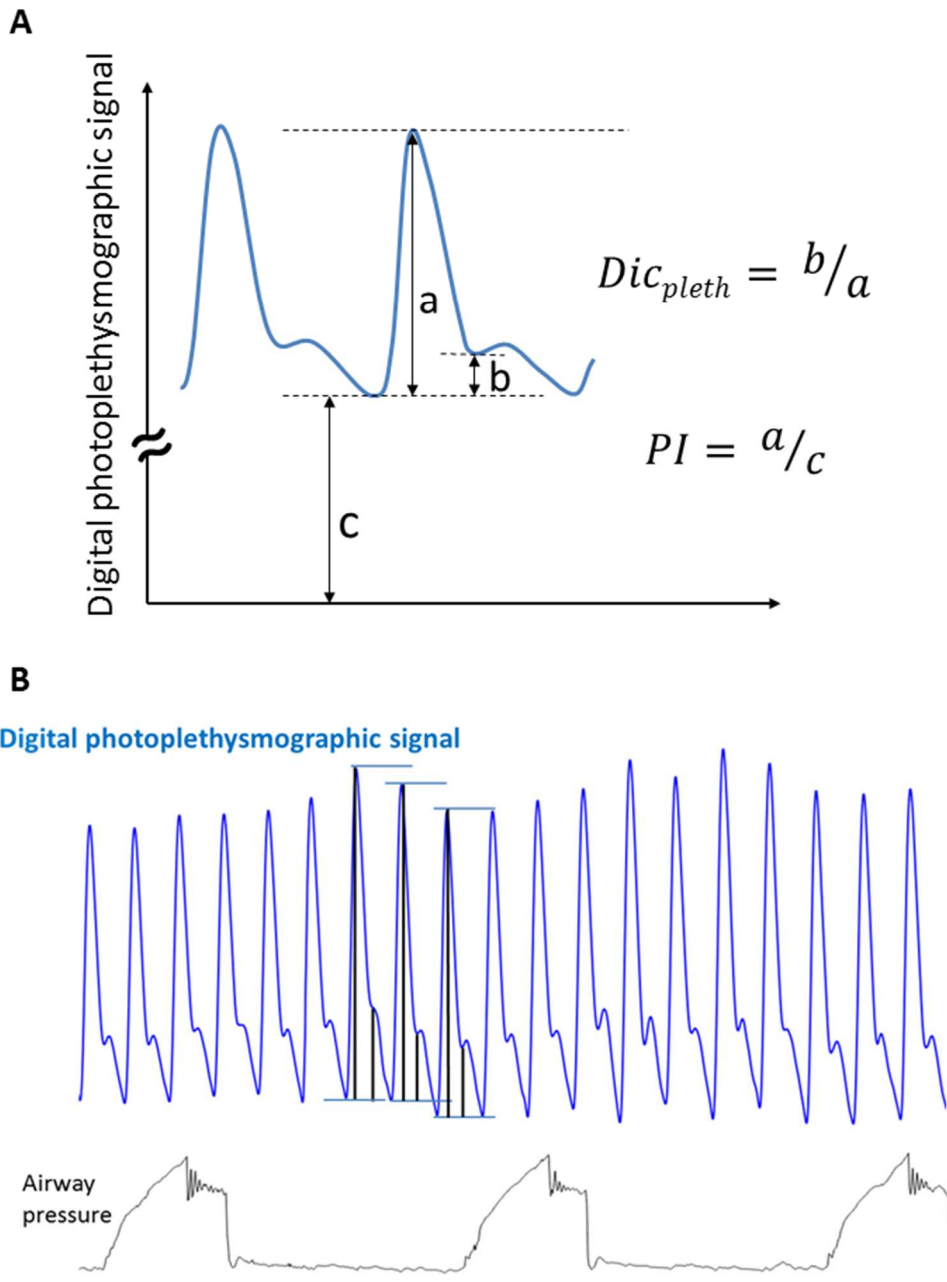 A
Digital photoplethysmographic signal
a
b
c
Dic_pleth = b/a
PI = a/c
B
Digital photoplethysmographic signal
Airway
pressure